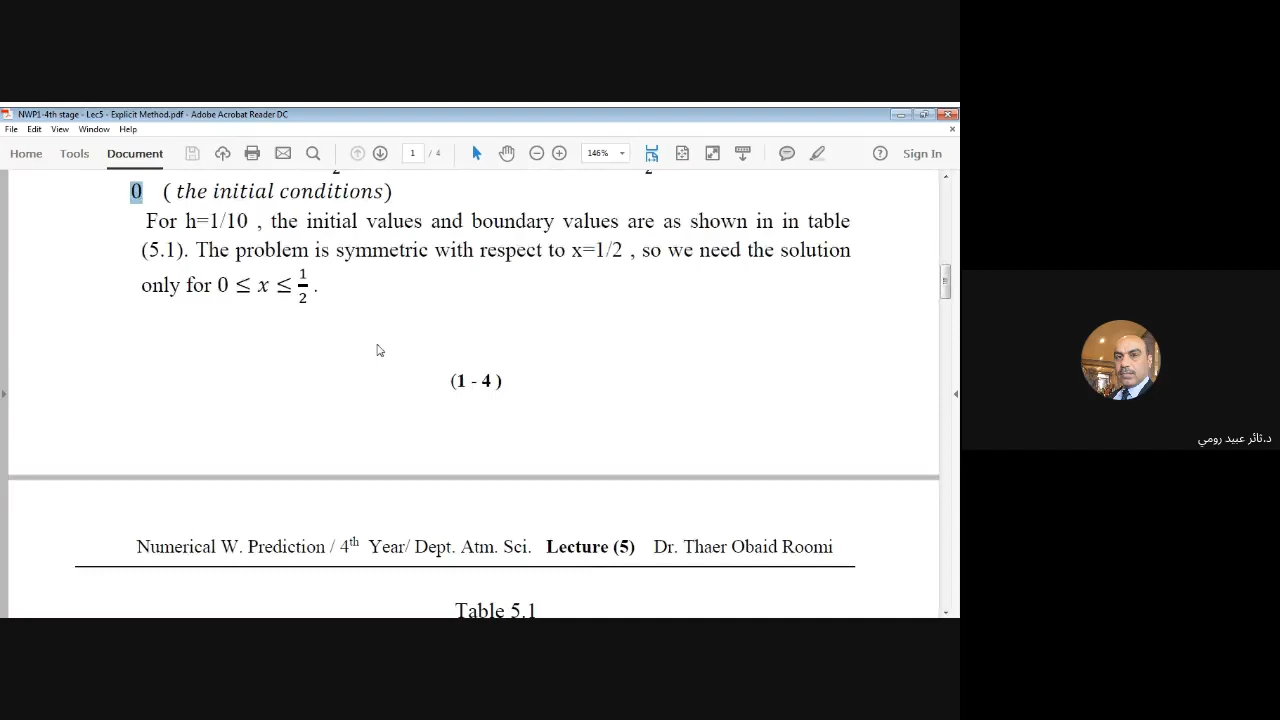 NWP1-4th stage - Lec5 - Explicit Method.pdf - Adobe Acrobat Reader DC
File Edit View Window Help
Home Tools Document 1 / 4 146% Sign In
2 2
0 ( the initial conditions)
For h=1/10 , the initial values and boundary values are as shown in in table
(5.1). The problem is symmetric with respect to x=1/2 , so we need the solution
only for 0 ≤ x ≤ 1/2 .
(1 - 4 )
د.ثائر عبيد رومي
Numerical W. Prediction / 4th Year/ Dept. Atm. Sci. Lecture (5) Dr. Thaer Obaid Roomi
Table 5.1